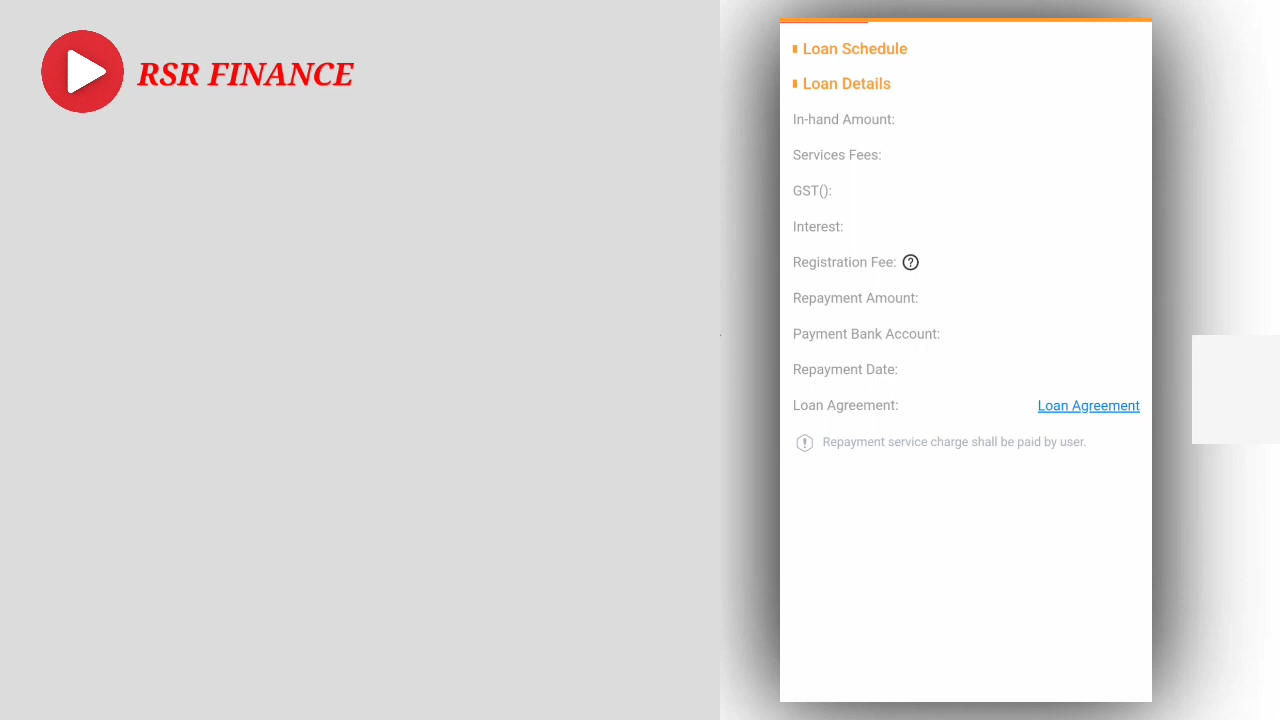 RSR FINANCE
Loan Schedule
Loan Details
In-hand Amount:
Services Fees:
GST():
Interest:
Registration Fee: ?
Repayment Amount:
Payment Bank Account:
Repayment Date:
Loan Agreement: Loan Agreement
Repayment service charge shall be paid by user.